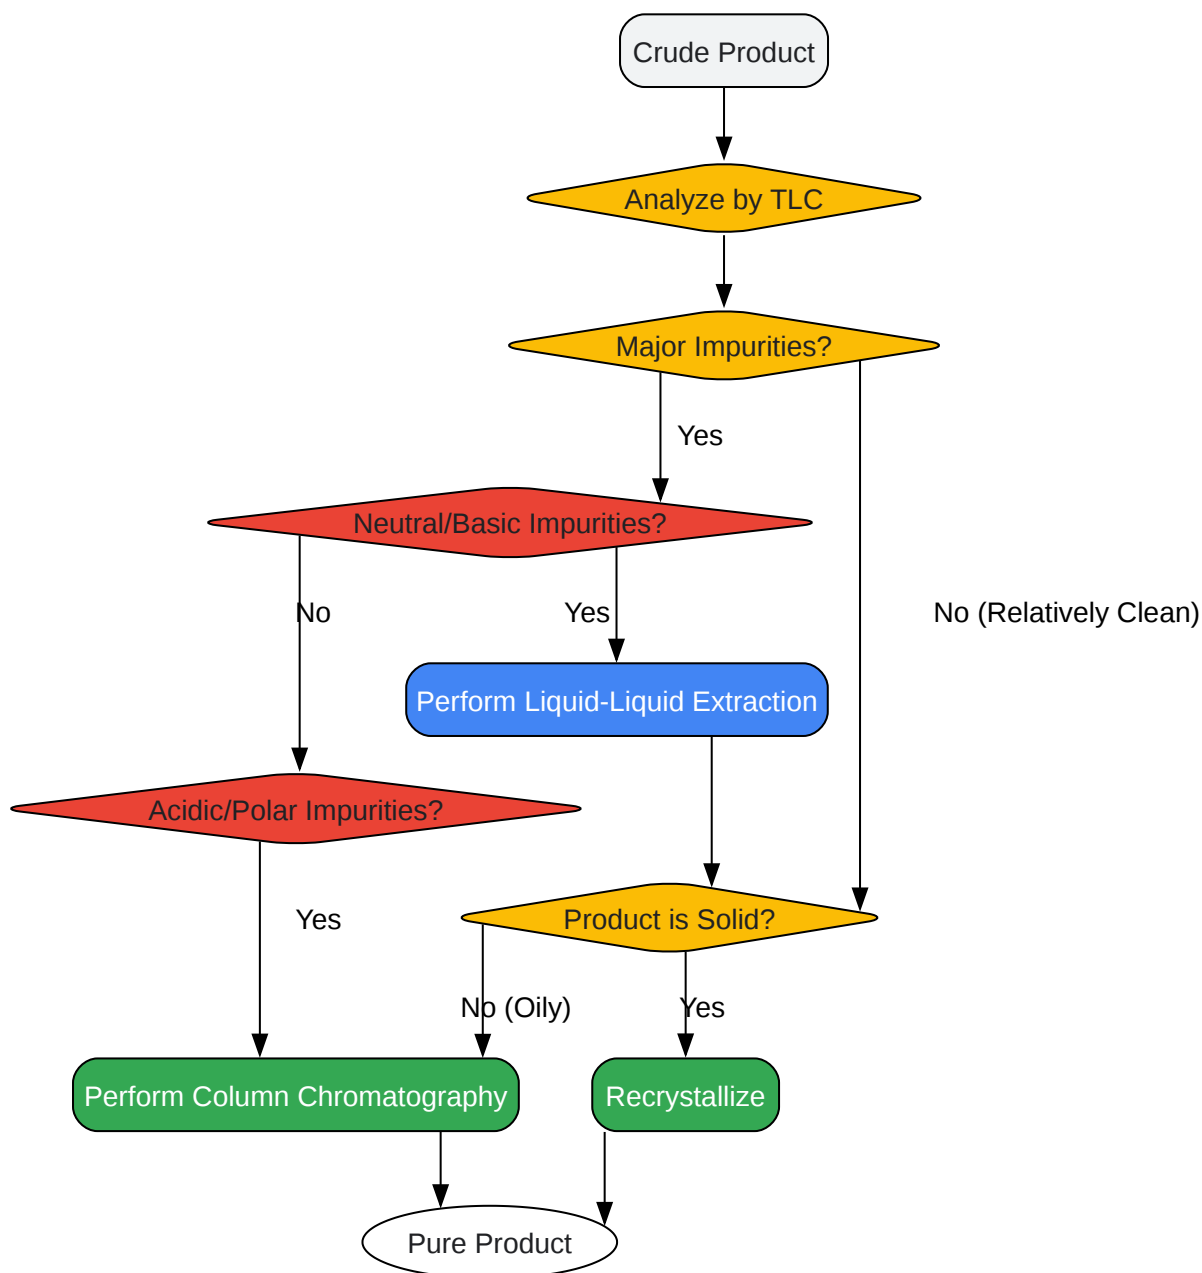 Crude Product
Analyze by TLC
Major Impurities?
Yes
Neutral/Basic Impurities?
No
Yes
No (Relatively Clean)
Perform Liquid-Liquid Extraction
Acidic/Polar Impurities?
Yes
Product is Solid?
No (Oily)
Yes
Perform Column Chromatography
Recrystallize
Pure Product